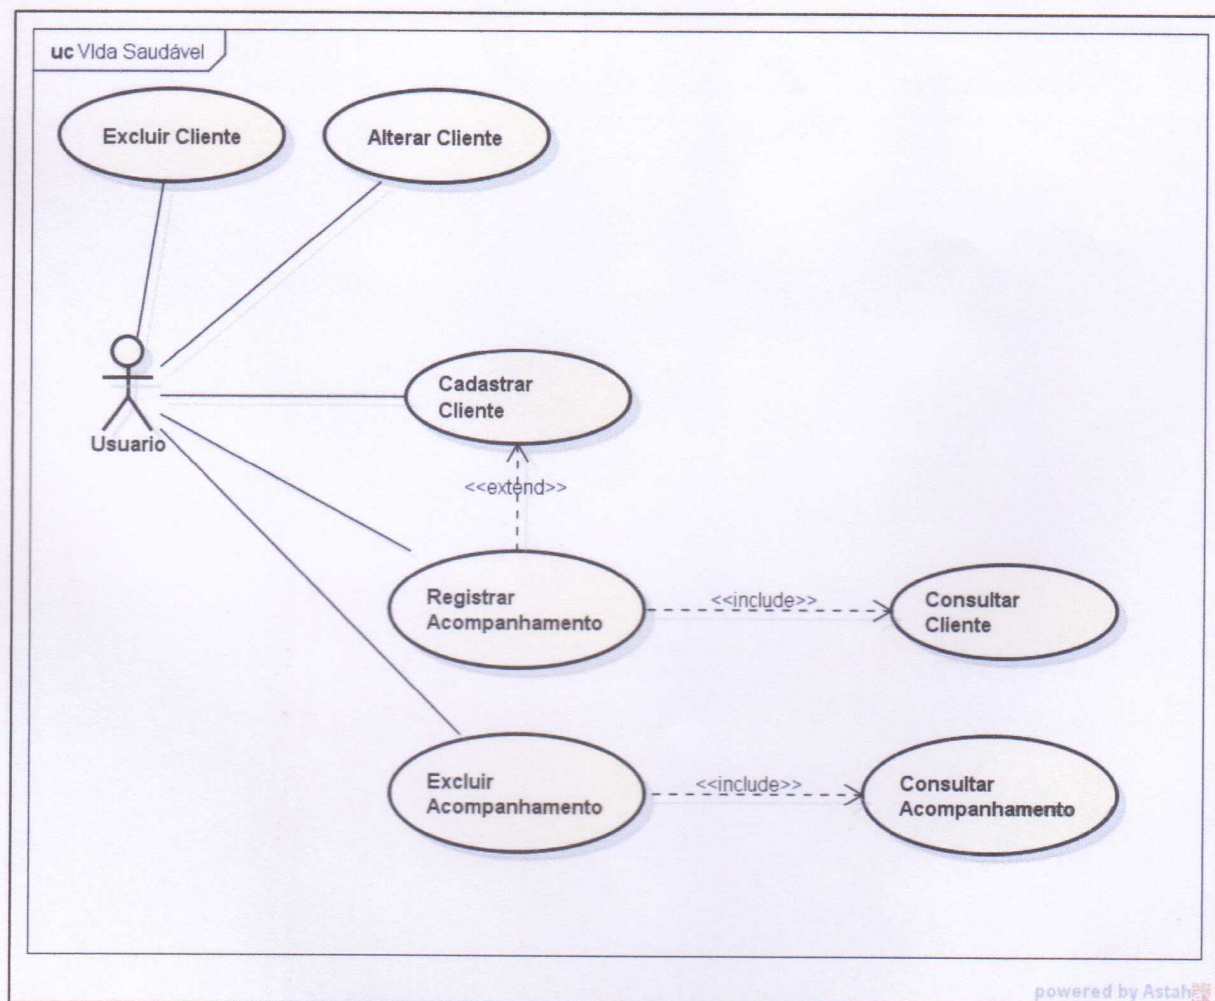 uc VIda Saudável
Excluir Cliente
Alterar Cliente
Cadastrar
Cliente
Usuario
<<extend>>
Registrar
Acompanhamento
<<include>>
Consultar
Cliente
Excluir
Acompanhamento
<<include>>
Consultar
Acompanhamento
powered by Astah